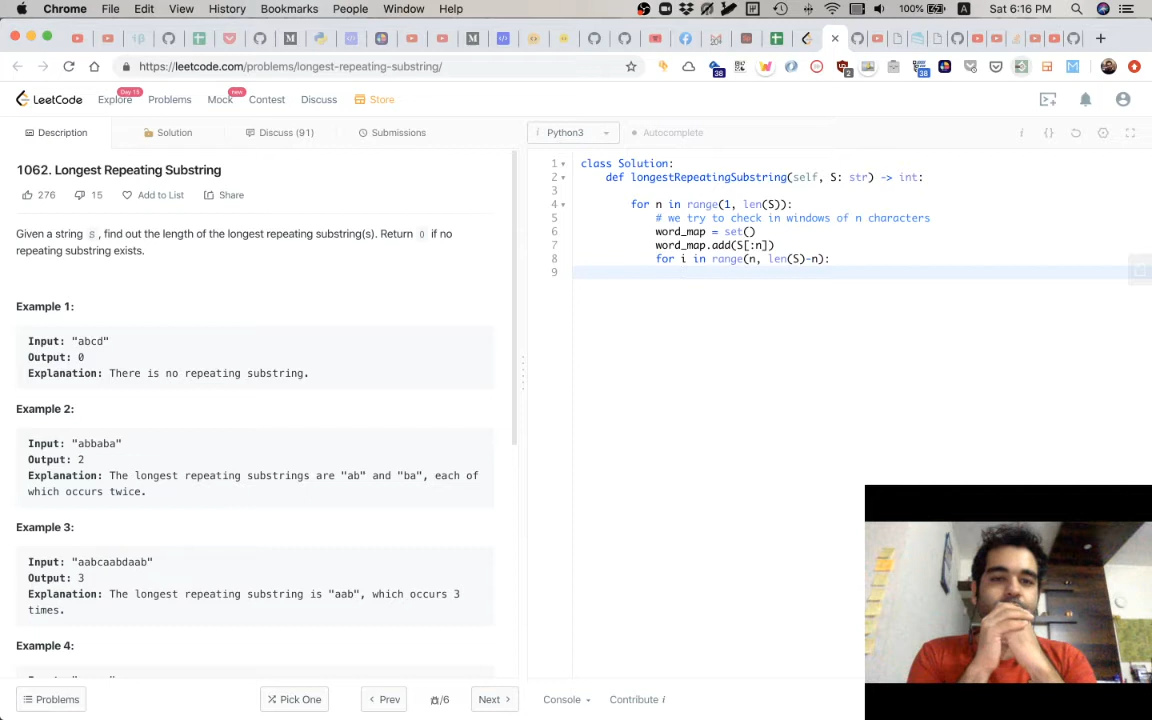 Chrome File Edit View History Bookmarks People Window Help 100% A Sat 6:16 PM
https://leetcode.com/problems/longest-repeating-substring/
LeetCode Explore Day 15 Problems Mock New Contest Discuss Store
Description Solution Discuss (91) Submissions
i Python3 Autocomplete i {}
1062. Longest Repeating Substring
276 15 Add to List Share
Given a string S, find out the length of the longest repeating substring(s). Return 0 if no
repeating substring exists.
Example 1:
Input: "abcd"
Output: 0
Explanation: There is no repeating substring.
Example 2:
Input: "abbaba"
Output: 2
Explanation: The longest repeating substrings are "ab" and "ba", each of
which occurs twice.
Example 3:
Input: "aabcaabdaab"
Output: 3
Explanation: The longest repeating substring is "aab", which occurs 3
times.
Example 4:
1 class Solution:
2 def longestRepeatingSubstring(self, S: str) -> int:
3
4 for n in range(1, len(S)):
5 # we try to check in windows of n characters
6 word_map = set()
7 word_map.add(S[:n])
8 for i in range(n, len(S)-n):
9
Problems Pick One Prev /6 Next Console Contribute i